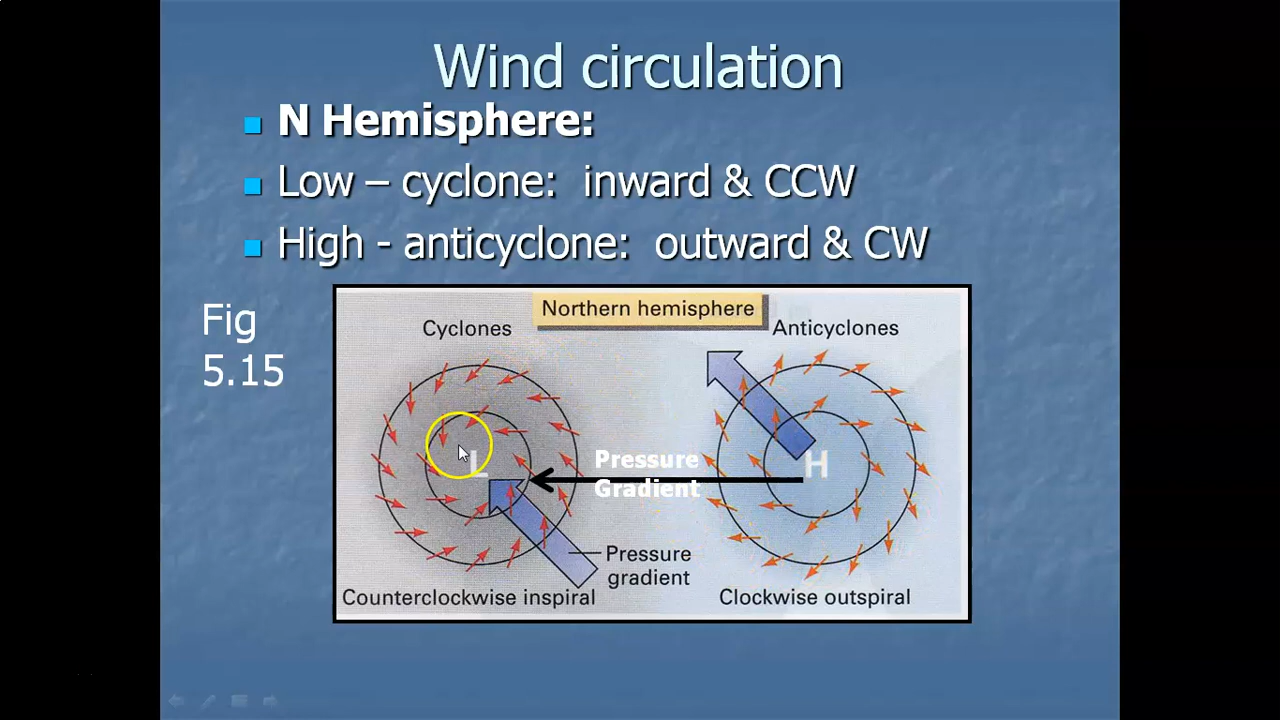 Wind circulation
N Hemisphere:
Low – cyclone:  inward & CCW
High - anticyclone:  outward & CW
Fig
5.15
Northern hemisphere
Cyclones
Anticyclones
L
Pressure
Gradient
H
Pressure
gradient
Counterclockwise inspiral
Clockwise outspiral